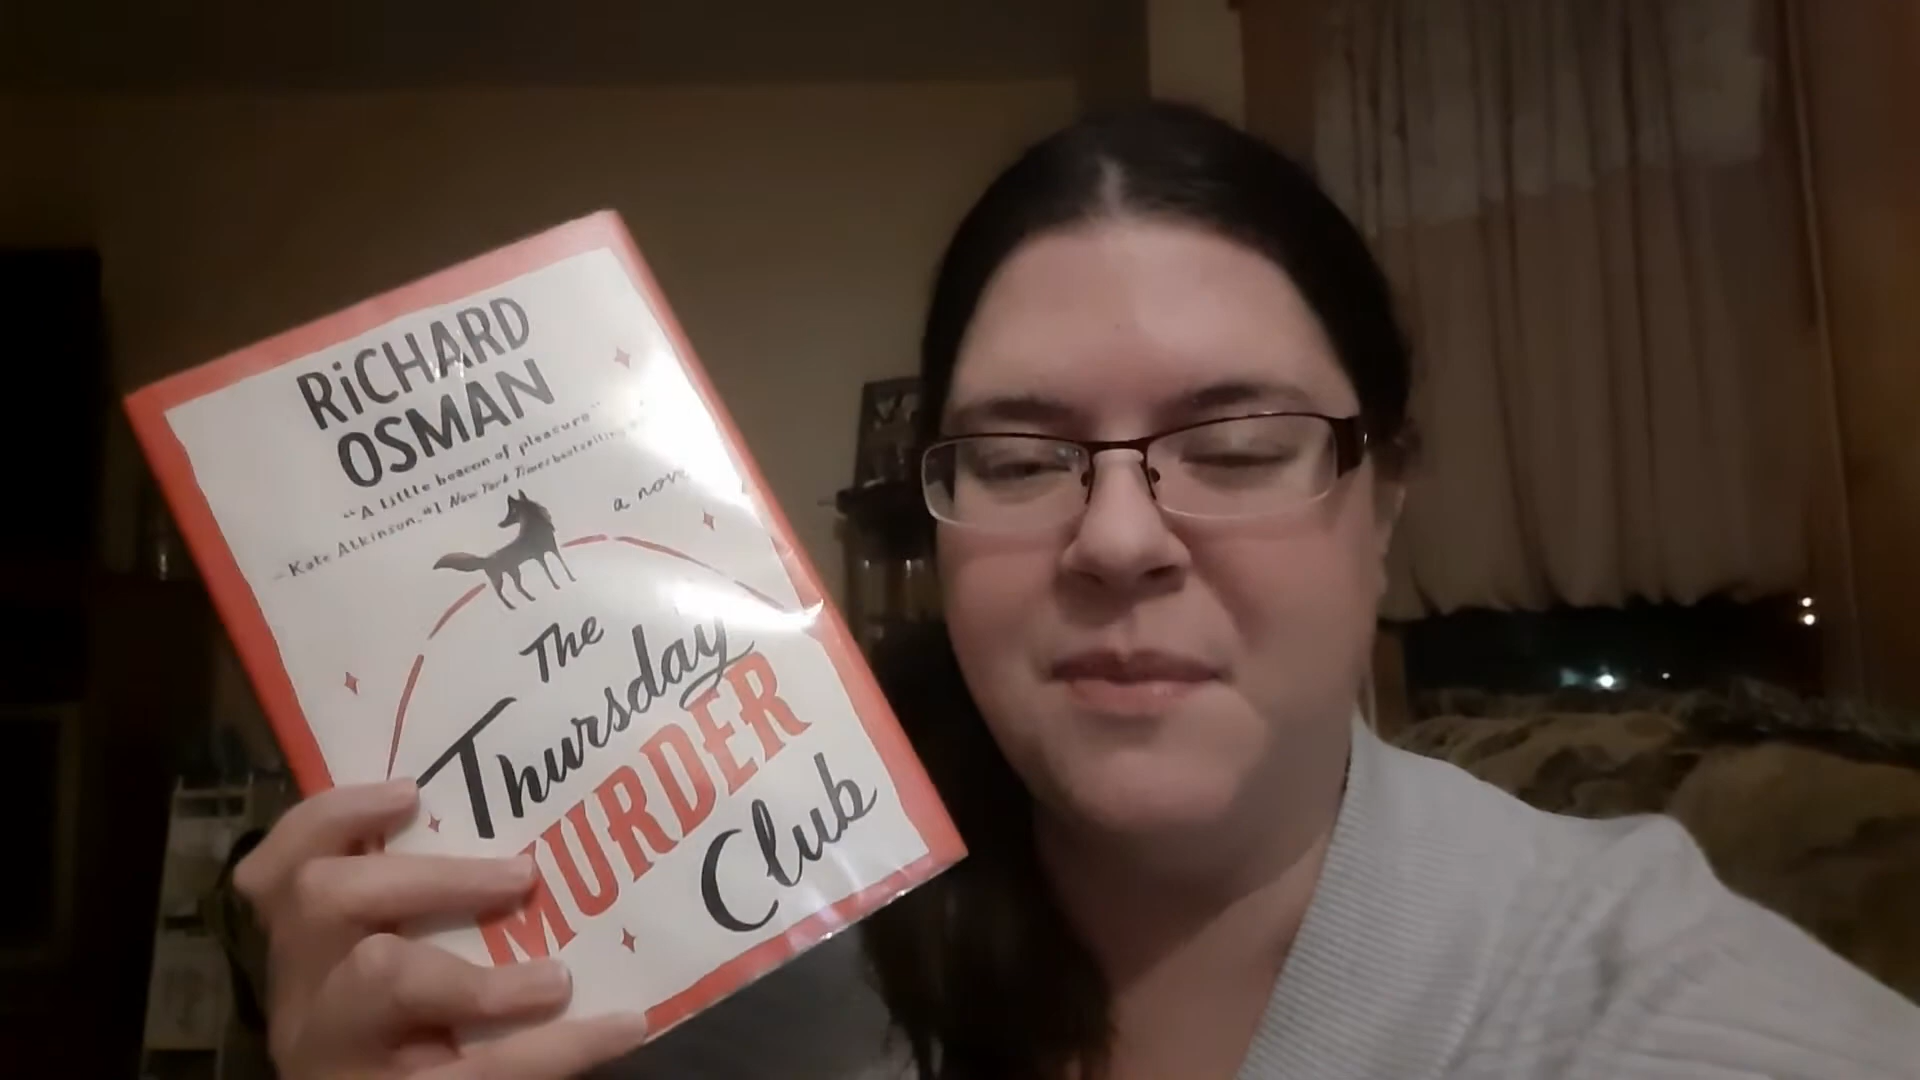 RiCHARD
OSMAN
"A little beacon of pleasure"
—Kate Atkinson, #1 New York Times bestselling
a novel
The
Thursday
MURDER
Club